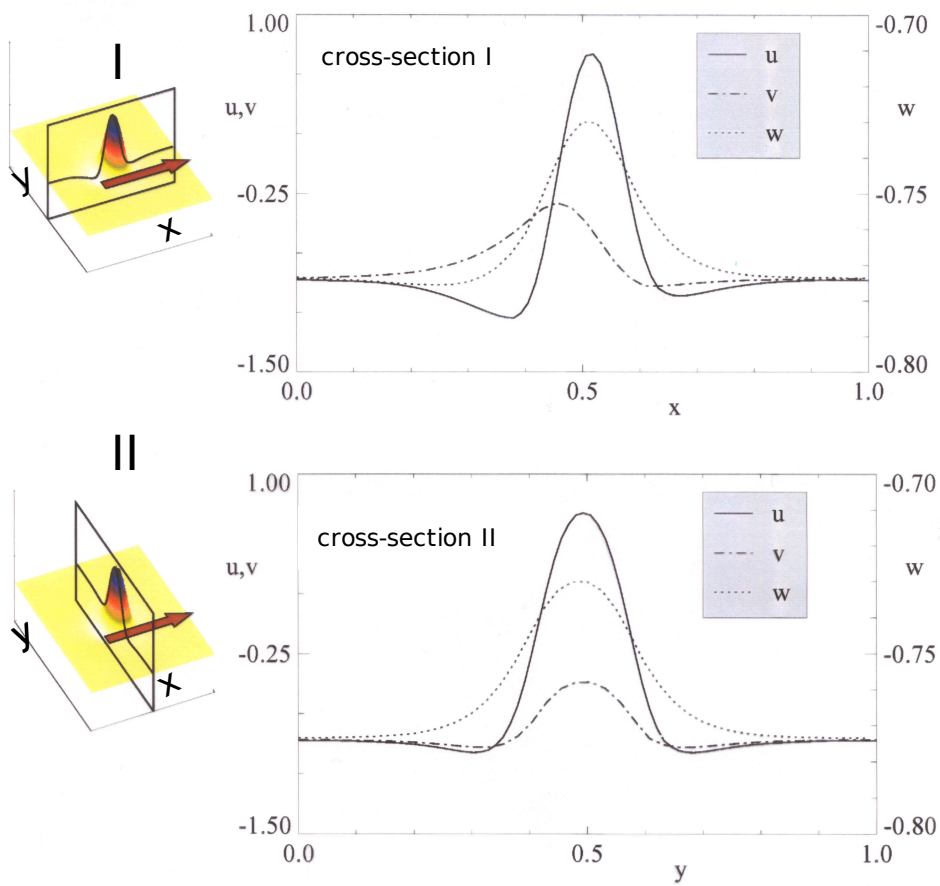 I
y
x
cross-section I
1.00
u,v
-0.25
-1.50
0.0
0.5
1.0
x
-0.70
w
-0.75
-0.80
u
v
w
II
y
x
cross-section II
1.00
u,v
-0.25
-1.50
0.0
0.5
1.0
y
-0.70
w
-0.75
-0.80
u
v
w